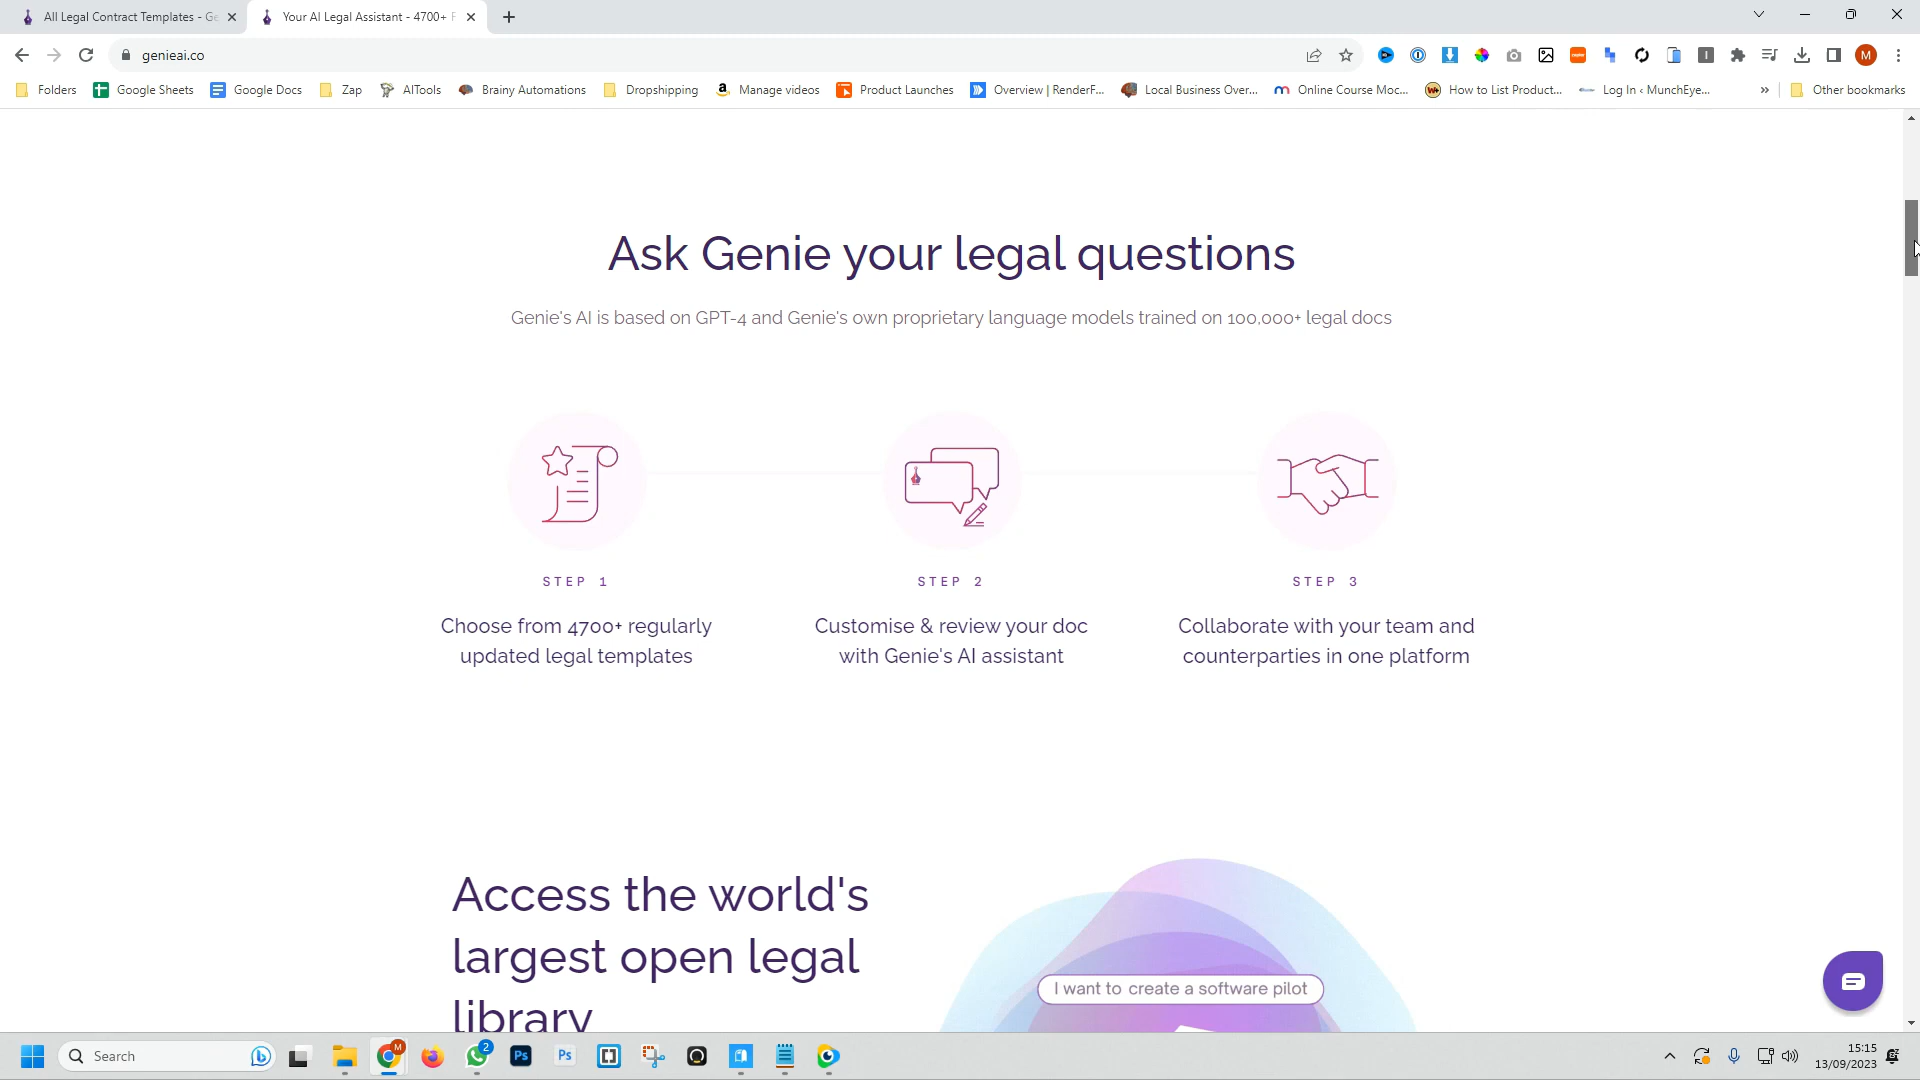 All Legal Contract Templates - Ge
Your AI Legal Assistant - 4700+ F
genieai.co
Folders
Google Sheets
Google Docs
Zap
AITools
Brainy Automations
Dropshipping
Manage videos
Product Launches
Overview | RenderF...
Local Business Over...
Online Course Moc...
How to List Product...
Log In ‹ MunchEye...
»
Other bookmarks
Ask Genie your legal questions
Genie's AI is based on GPT-4 and Genie's own proprietary language models trained on 100,000+ legal docs
STEP 1
STEP 2
STEP 3
Choose from 4700+ regularly
updated legal templates
Customise & review your doc
with Genie's AI assistant
Collaborate with your team and
counterparties in one platform
Access the world's
largest open legal
library
I want to create a software pilot
Search
M
2
Ps
Ps
15:15
13/09/2023